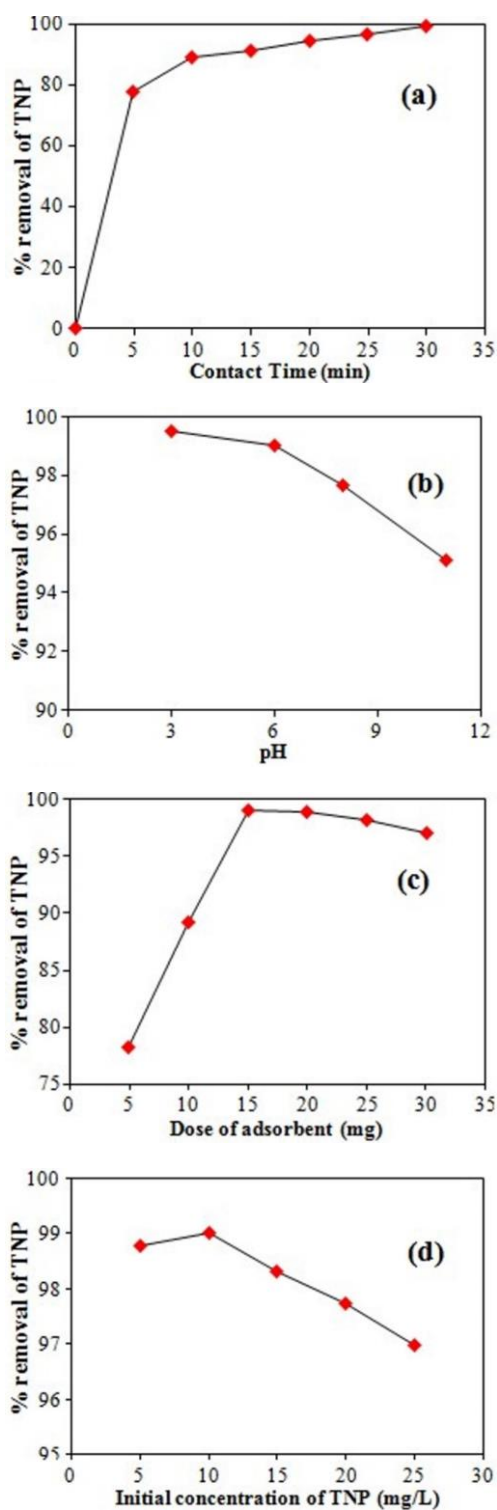 100
80
60
40
20
0
% removal of TNP
(a)
0 5 10 15 20 25 30 35
Contact Time (min)
100
98
96
94
92
90
% removal of TNP
(b)
0 3 6 9 12
pH
100
95
90
85
80
75
% removal of TNP
(c)
0 5 10 15 20 25 30 35
Dose of adsorbent (mg)
100
99
98
97
96
95
% removal of TNP
(d)
0 5 10 15 20 25 30
Initial concentration of TNP (mg/L)